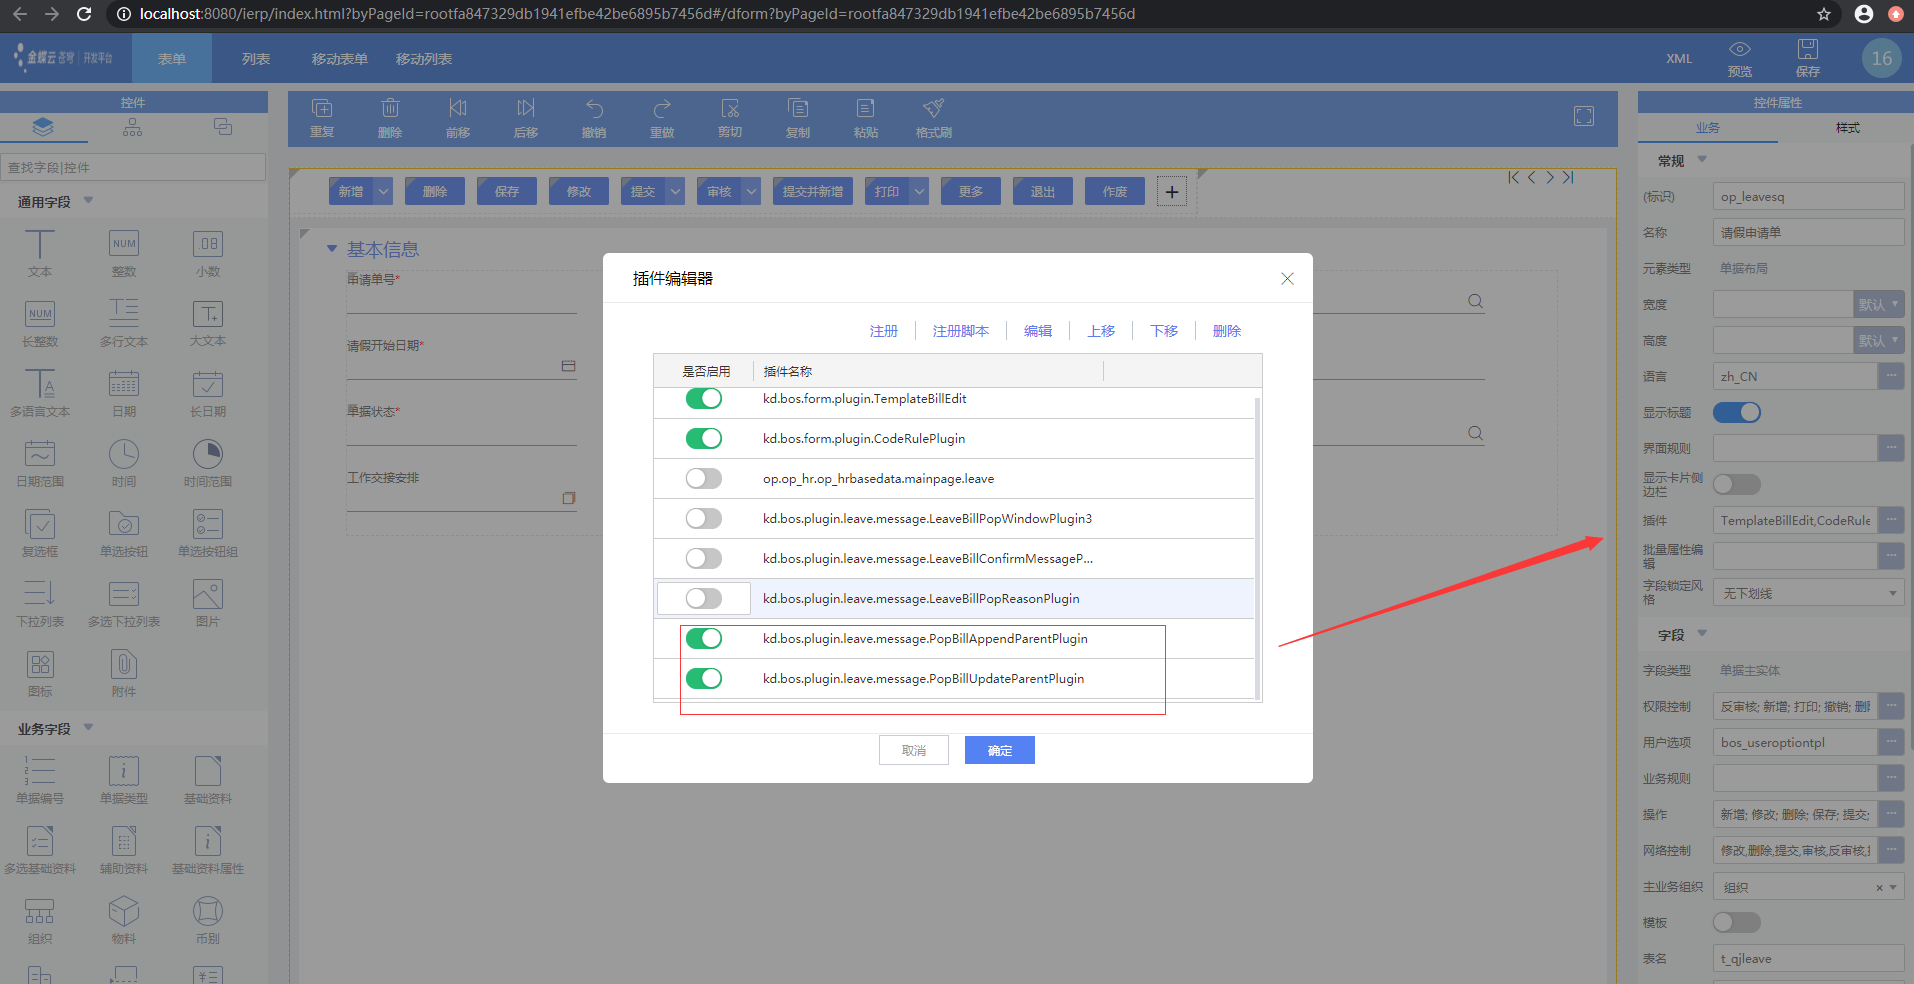 localhost:8080/ierp/index.html?byPageId=rootfa847329db1941efbe42be6895b7456d#/dform?byPageId=rootfa847329db1941efbe42be6895b7456d
金蝶云 苍穹 | 开发平台
表单
列表
移动表单
移动列表
XML
预览
保存
16
控件
查找字段|控件
通用字段
文本
NUM
整数
.08
小数
NUM
长整数
多行文本
大文本
多语言文本
日期
长日期
日期范围
时间
时间范围
复选框
单选按钮
单选按钮组
下拉列表
多选下拉列表
图片
图标
附件
业务字段
单据编号
单据类型
基础资料
多选基础资料
辅助资料
基础资料属性
组织
物料
币别
重复
删除
前移
后移
撤销
重做
剪切
复制
粘贴
格式刷
新增
删除
保存
修改
提交
审核
提交并新增
打印
更多
退出
作废
基本信息
申请单号*
请假开始日期*
单据状态*
工作交接安排
插件编辑器
注册
注册脚本
编辑
上移
下移
删除
是否启用
插件名称
kd.bos.form.plugin.TemplateBillEdit
kd.bos.form.plugin.CodeRulePlugin
op.op_hr.op_hrbasedata.mainpage.leave
kd.bos.plugin.leave.message.LeaveBillPopWindowPlugin3
kd.bos.plugin.leave.message.LeaveBillConfirmMessageP...
kd.bos.plugin.leave.message.LeaveBillPopReasonPlugin
kd.bos.plugin.leave.message.PopBillAppendParentPlugin
kd.bos.plugin.leave.message.PopBillUpdateParentPlugin
取消
确定
控件属性
业务
样式
常规
(标识)
op_leavesq
名称
请假申请单
元素类型
单据布局
宽度
默认
高度
默认
语言
zh_CN
显示标题
界面规则
显示卡片侧
边栏
插件
TemplateBillEdit,CodeRule
批量属性编
辑
字段锁定风
格
无下划线
字段
字段类型
单据主实体
权限控制
反审核; 新增; 打印; 撤销; 删除
用户选项
bos_useroptiontpl
业务规则
操作
新增; 修改; 删除; 保存; 提交;
网络控制
修改,删除,提交,审核,反审核,
主业务组织
组织
模板
表名
t_qjleave